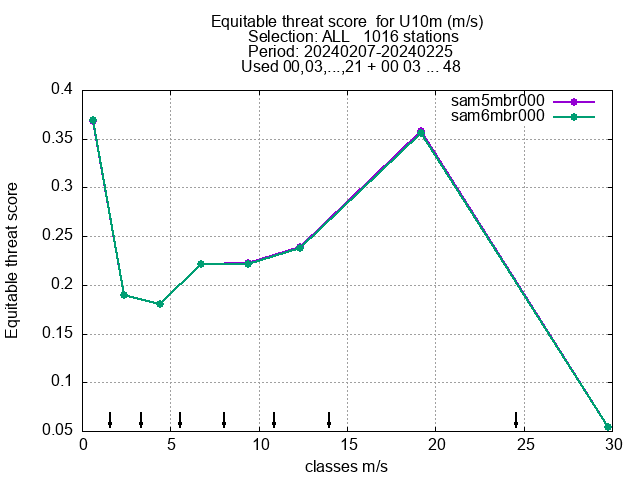 Equitable threat score  for U10m (m/s)
Selection: ALL   1016 stations
Period: 20240207-20240225
Used 00,03,...,21 + 00 03 ... 48
sam5mbr000
sam6mbr000
0.4
0.35
0.3
0.25
0.2
0.15
0.1
0.05
Equitable threat score
0 5 10 15 20 25 30
classes m/s